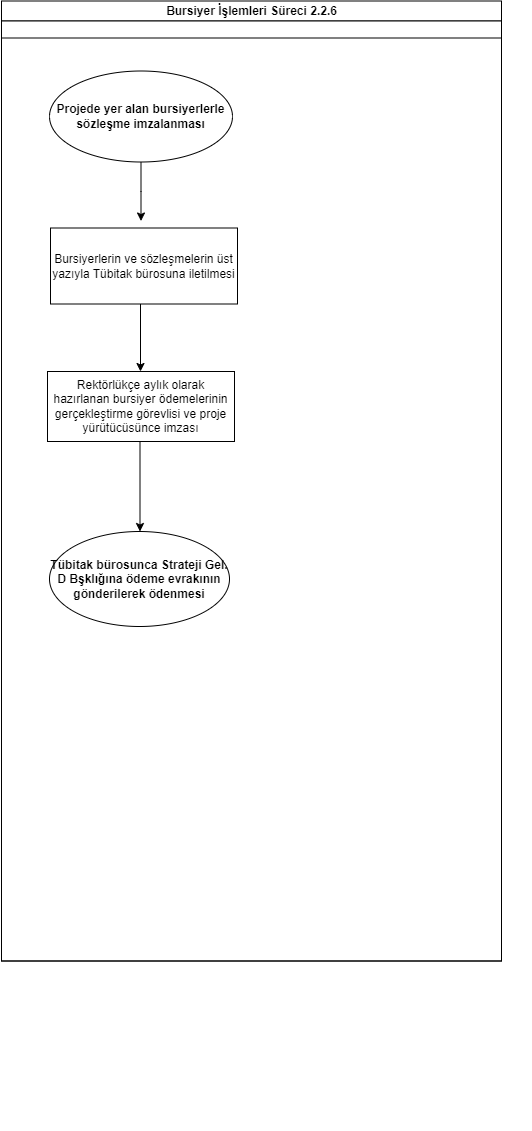 Bursiyer İşlemleri Süreci 2.2.6
Projede yer alan bursiyerlerle
sözleşme imzalanması
Bursiyerlerin ve sözleşmelerin üst
yazıyla Tübitak bürosuna iletilmesi
Rektörlükçe aylık olarak
hazırlanan bursiyer ödemelerinin
gerçekleştirme görevlisi ve proje
yürütücüsünce imzası
Tübitak bürosunca Strateji Gel.
D Bşklığına ödeme evrakının
gönderilerek ödenmesi